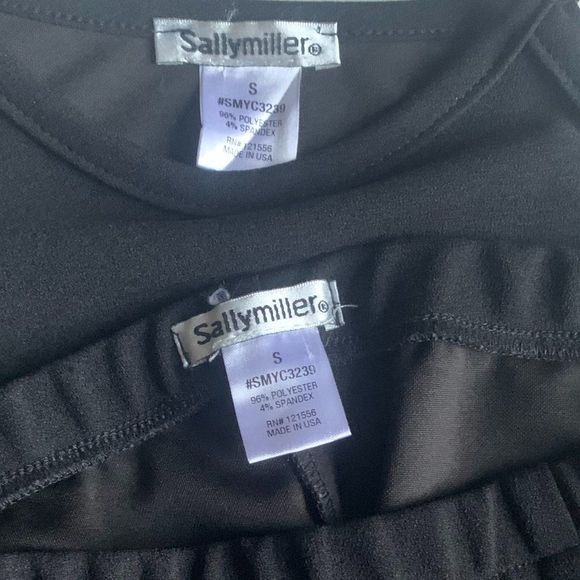 Sallymiller®
S
#SMYC3239
96% POLYESTER
4% SPANDEX
RN# 121556
MADE IN USA
Sallymiller®
S
#SMYC3239
96% POLYESTER
4% SPANDEX
RN# 121556
MADE IN USA